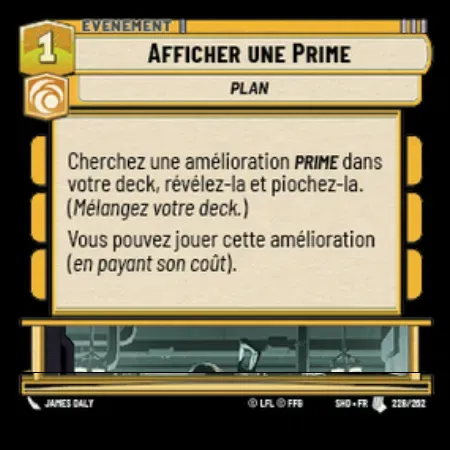 EVENEMENT
1
AFFICHER UNE PRIME
PLAN
Cherchez une amélioration PRIME dans
votre deck, révélez-la et piochez-la.
(Mélangez votre deck.)
Vous pouvez jouer cette amélioration
(en payant son coût).
JAMES DALY
© LFL © FFG
SHD • FR
228/262